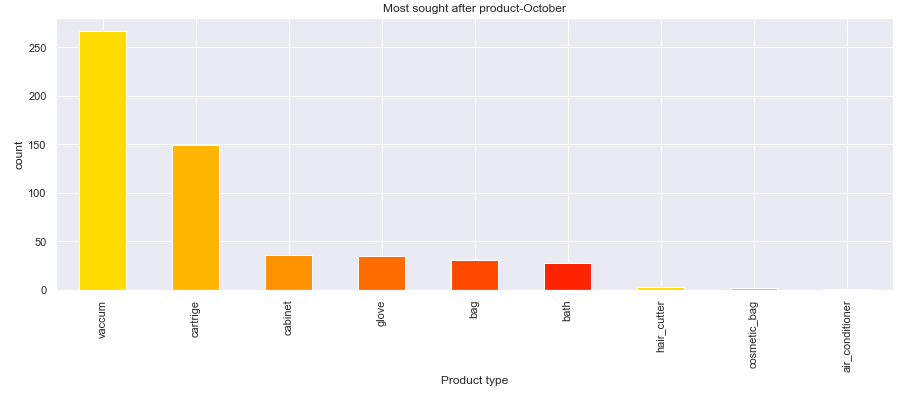 Most sought after product-October
count
250
200
150
100
50
0
vaccum
cartrige
cabinet
glove
bag
bath
hair_cutter
cosmetic_bag
air_conditioner
Product type